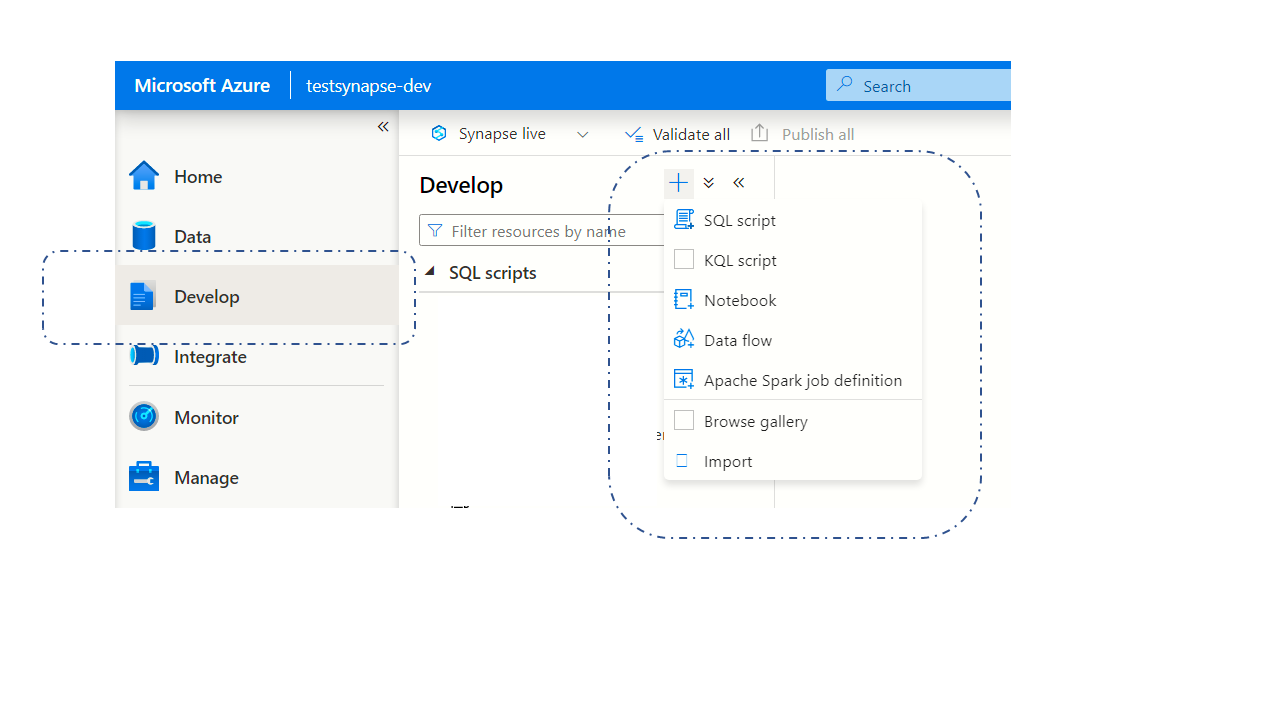 Microsoft Azure testsynapse-dev Search
Synapse live Validate all Publish all
Home
Data
Develop
Integrate
Monitor
Manage
Develop
Filter resources by name
SQL scripts
SQL script
KQL script
Notebook
Data flow
Apache Spark job definition
Browse gallery
Import